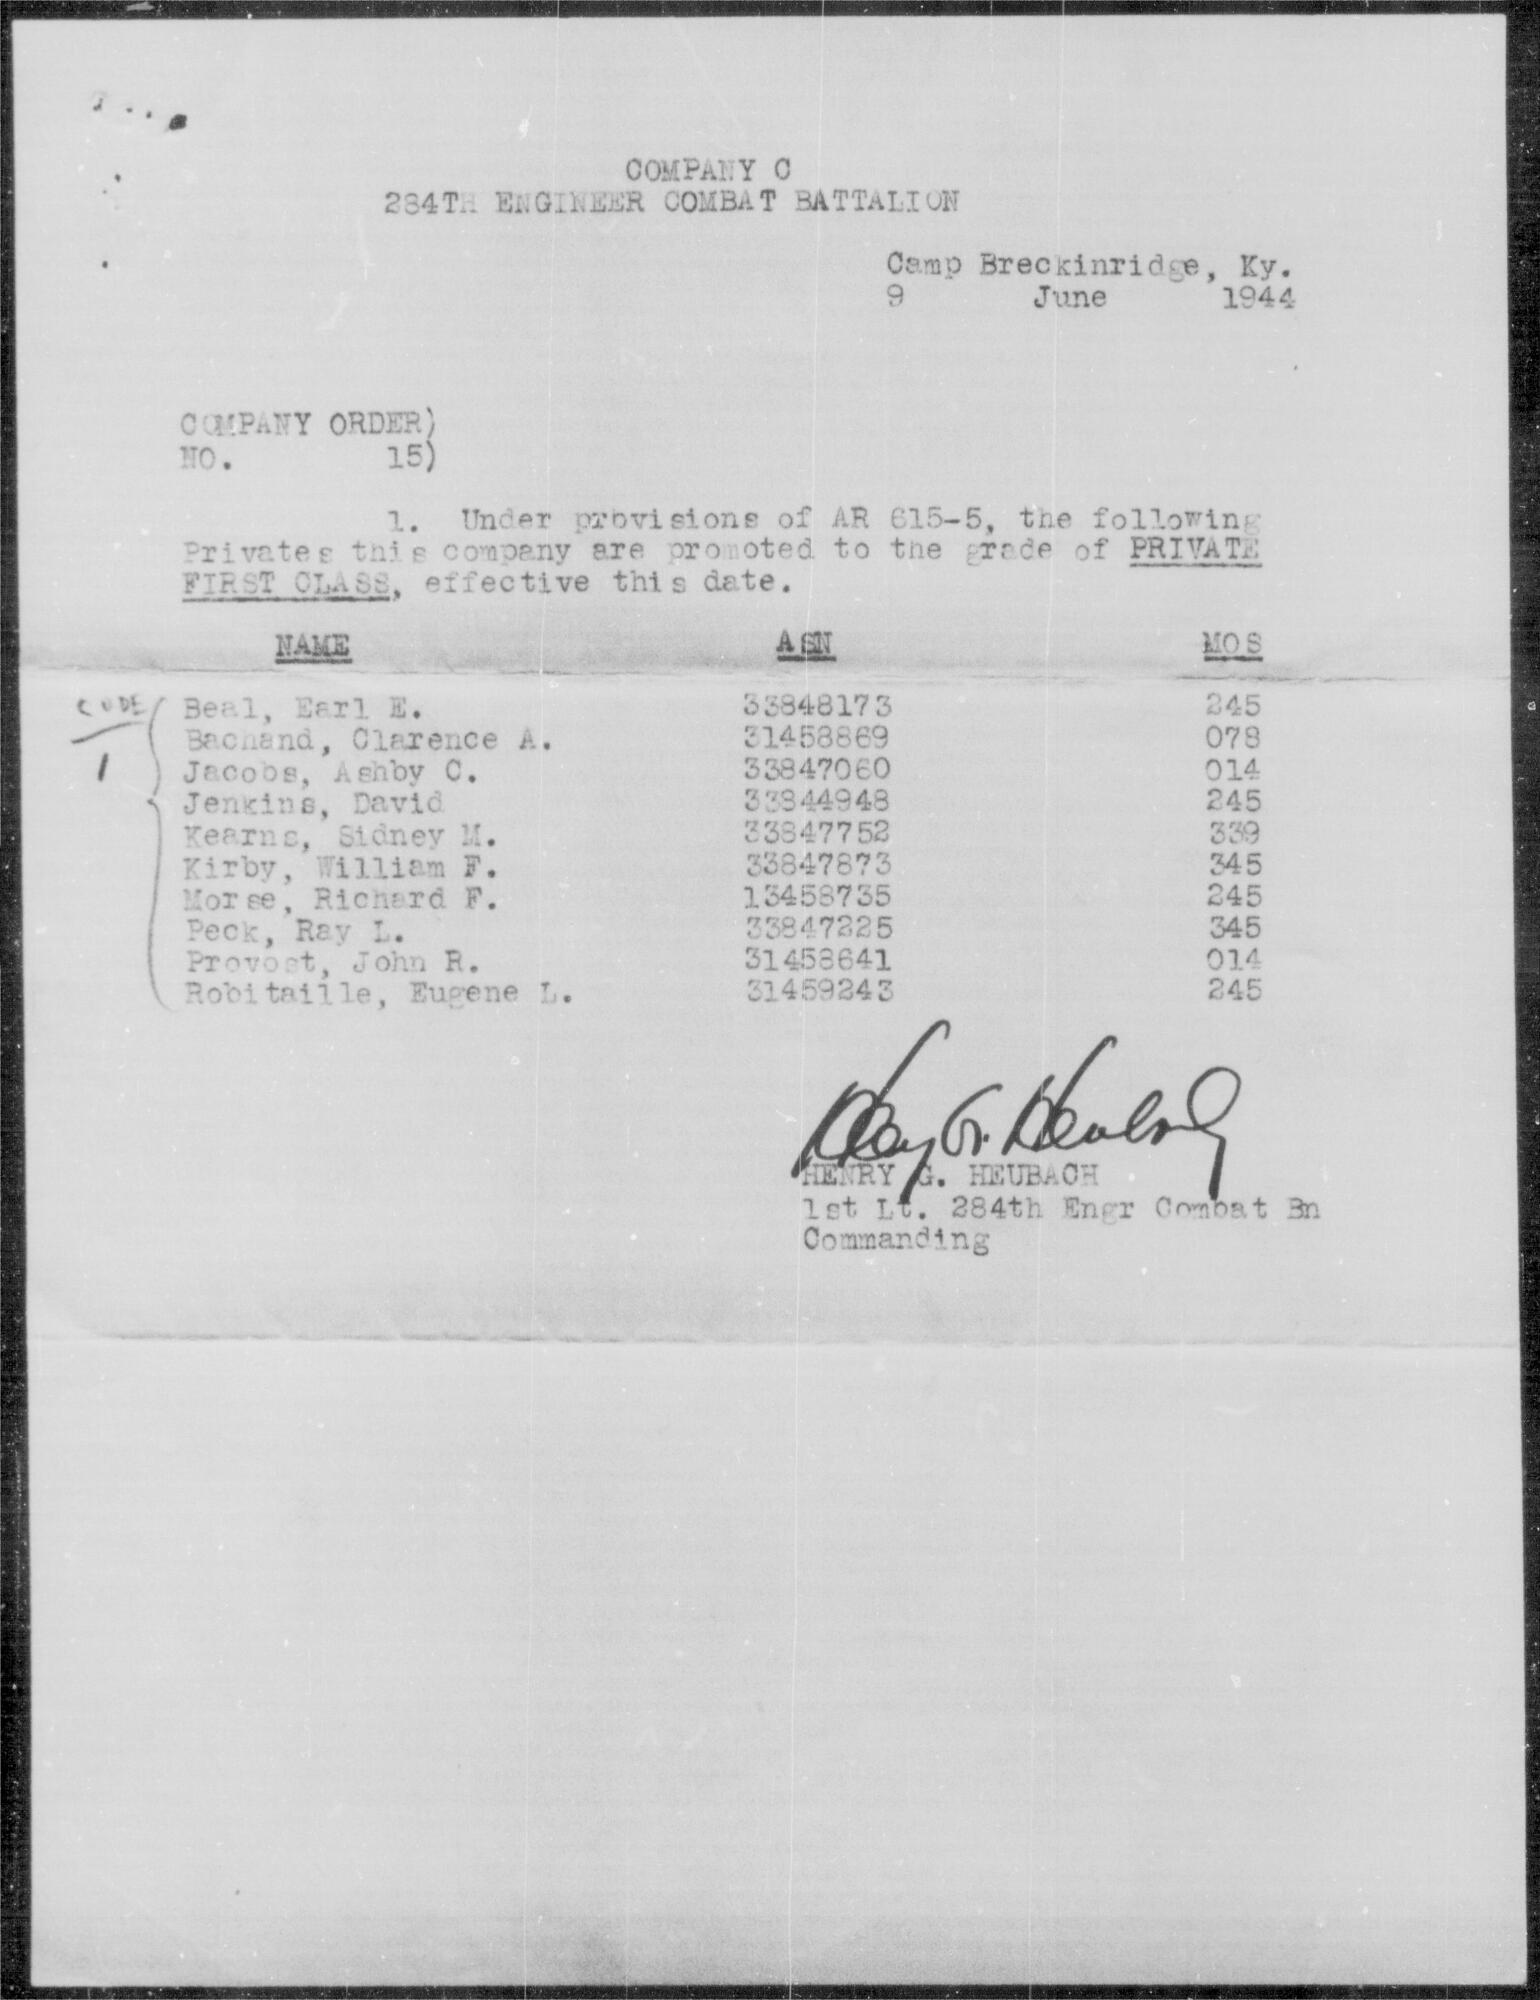 COMPANY C
284TH ENGINEER COMBAT BATTALION
Camp Breckinridge, Ky.
9 June 1944
COMPANY ORDER)
NO. 15)
1. Under provisions of AR 615-5, the following
Privates this company are promoted to the grade of PRIVATE
FIRST CLASS, effective this date.
NAME ASN MOS
CODE
1
Beal, Earl E. 33848173 245
Bachand, Clarence A. 31458869 078
Jacobs, Ashby C. 33847060 014
Jenkins, David 33844948 245
Kearns, Sidney M. 33847752 339
Kirby, William F. 33847873 345
Morse, Richard F. 13458735 245
Peck, Ray L. 33847225 345
Provost, John R. 31458641 014
Robitaille, Eugene L. 31459243 245
Henry G. Heubach
HENRY G. HEUBACH
1st Lt. 284th Engr Combat Bn
Commanding